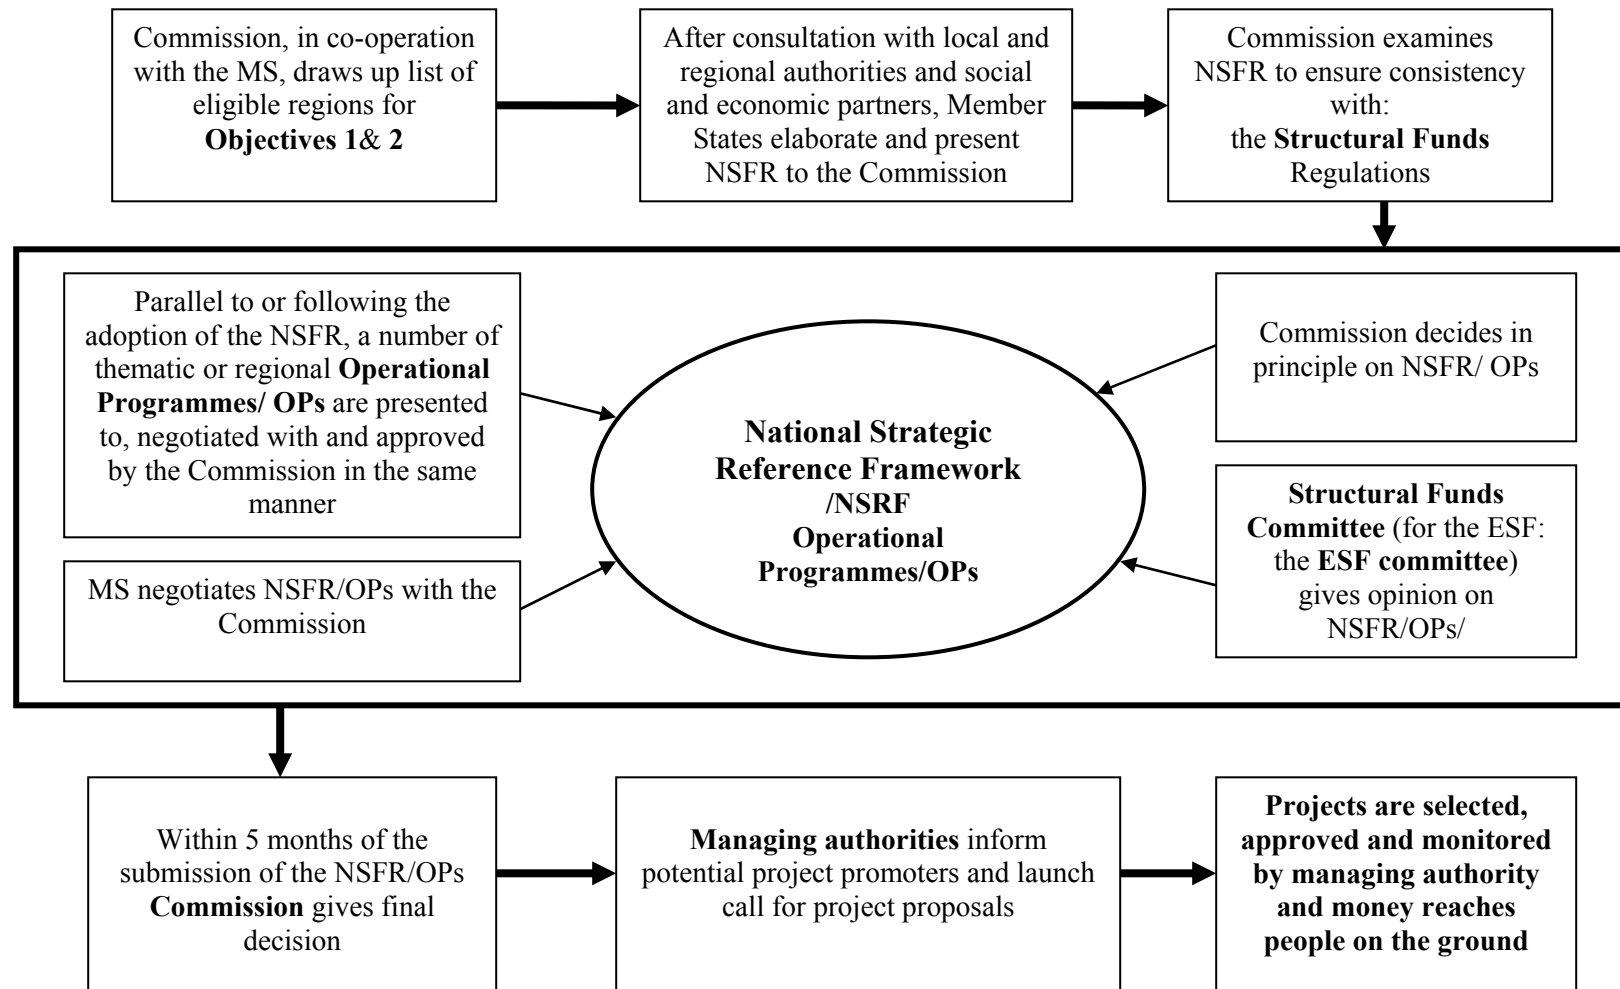 Commission, in co-operation
with the MS, draws up list of
eligible regions for
Objectives 1& 2
After consultation with local and
regional authorities and social
and economic partners, Member
States elaborate and present
NSFR to the Commission
Commission examines
NSFR to ensure consistency
with:
the Structural Funds
Regulations
Parallel to or following the
adoption of the NSFR, a number of
thematic or regional Operational
Programmes/ OPs are presented
to, negotiated with and approved
by the Commission in the same
manner
MS negotiates NSFR/OPs with the
Commission
National Strategic
Reference Framework
/NSRF
Operational
Programmes/OPs
Commission decides in
principle on NSFR/ OPs
Structural Funds
Committee (for the ESF:
the ESF committee)
gives opinion on
NSFR/OPs/
Within 5 months of the
submission of the NSFR/OPs
Commission gives final
decision
Managing authorities inform
potential project promoters and launch
call for project proposals
Projects are selected,
approved and monitored
by managing authority
and money reaches
people on the ground